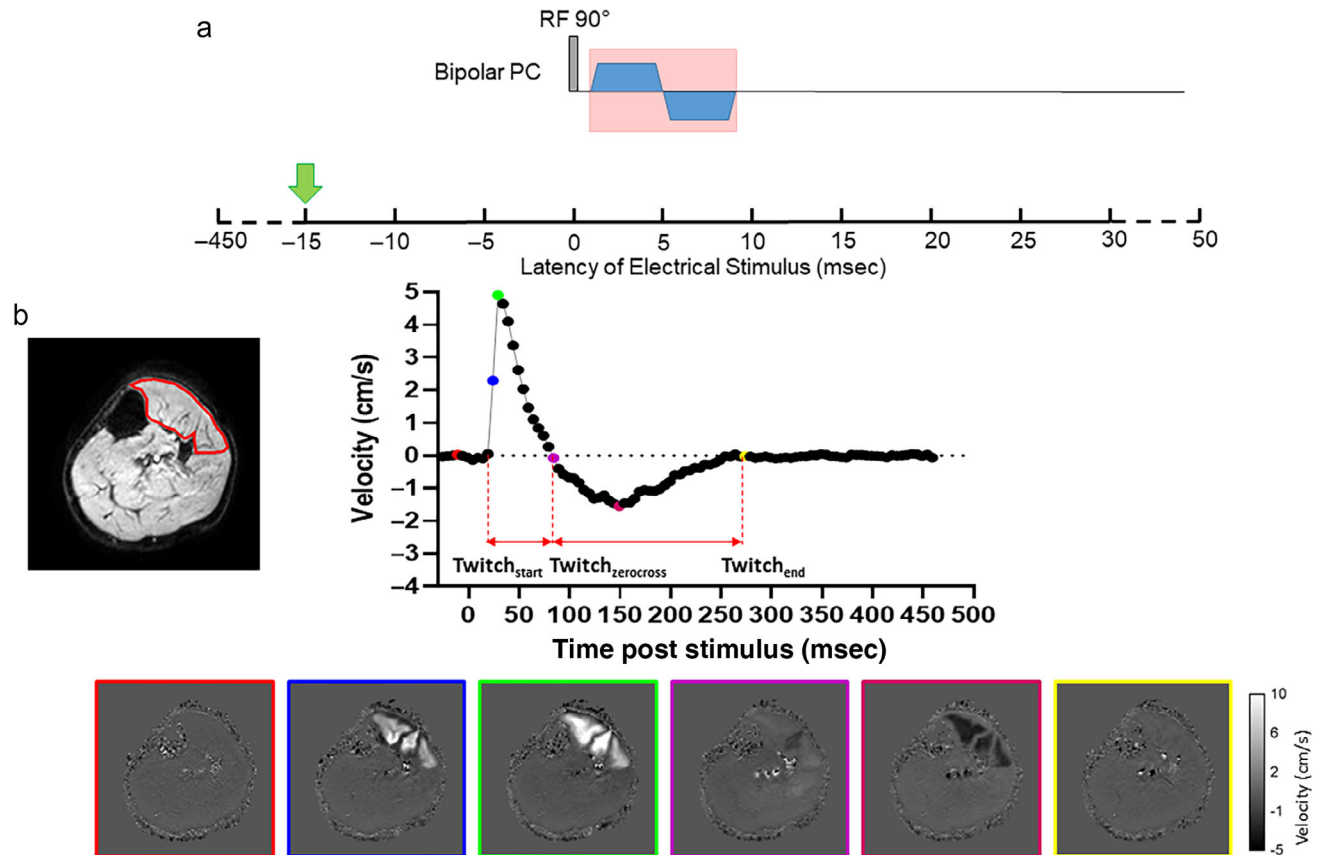 a
RF 90°
Bipolar PC
–450 –15 –10 –5 0 5 10 15 20 25 30 50
Latency of Electrical Stimulus (msec)
b
Velocity (cm/s)
5
4
3
2
1
0
–1
–2
–3
–4
Twitchstart Twitchzerocross Twitchend
0 50 100 150 200 250 300 350 400 450 500
Time post stimulus (msec)
10
6
2
-1
-5
Velocity (cm/s)